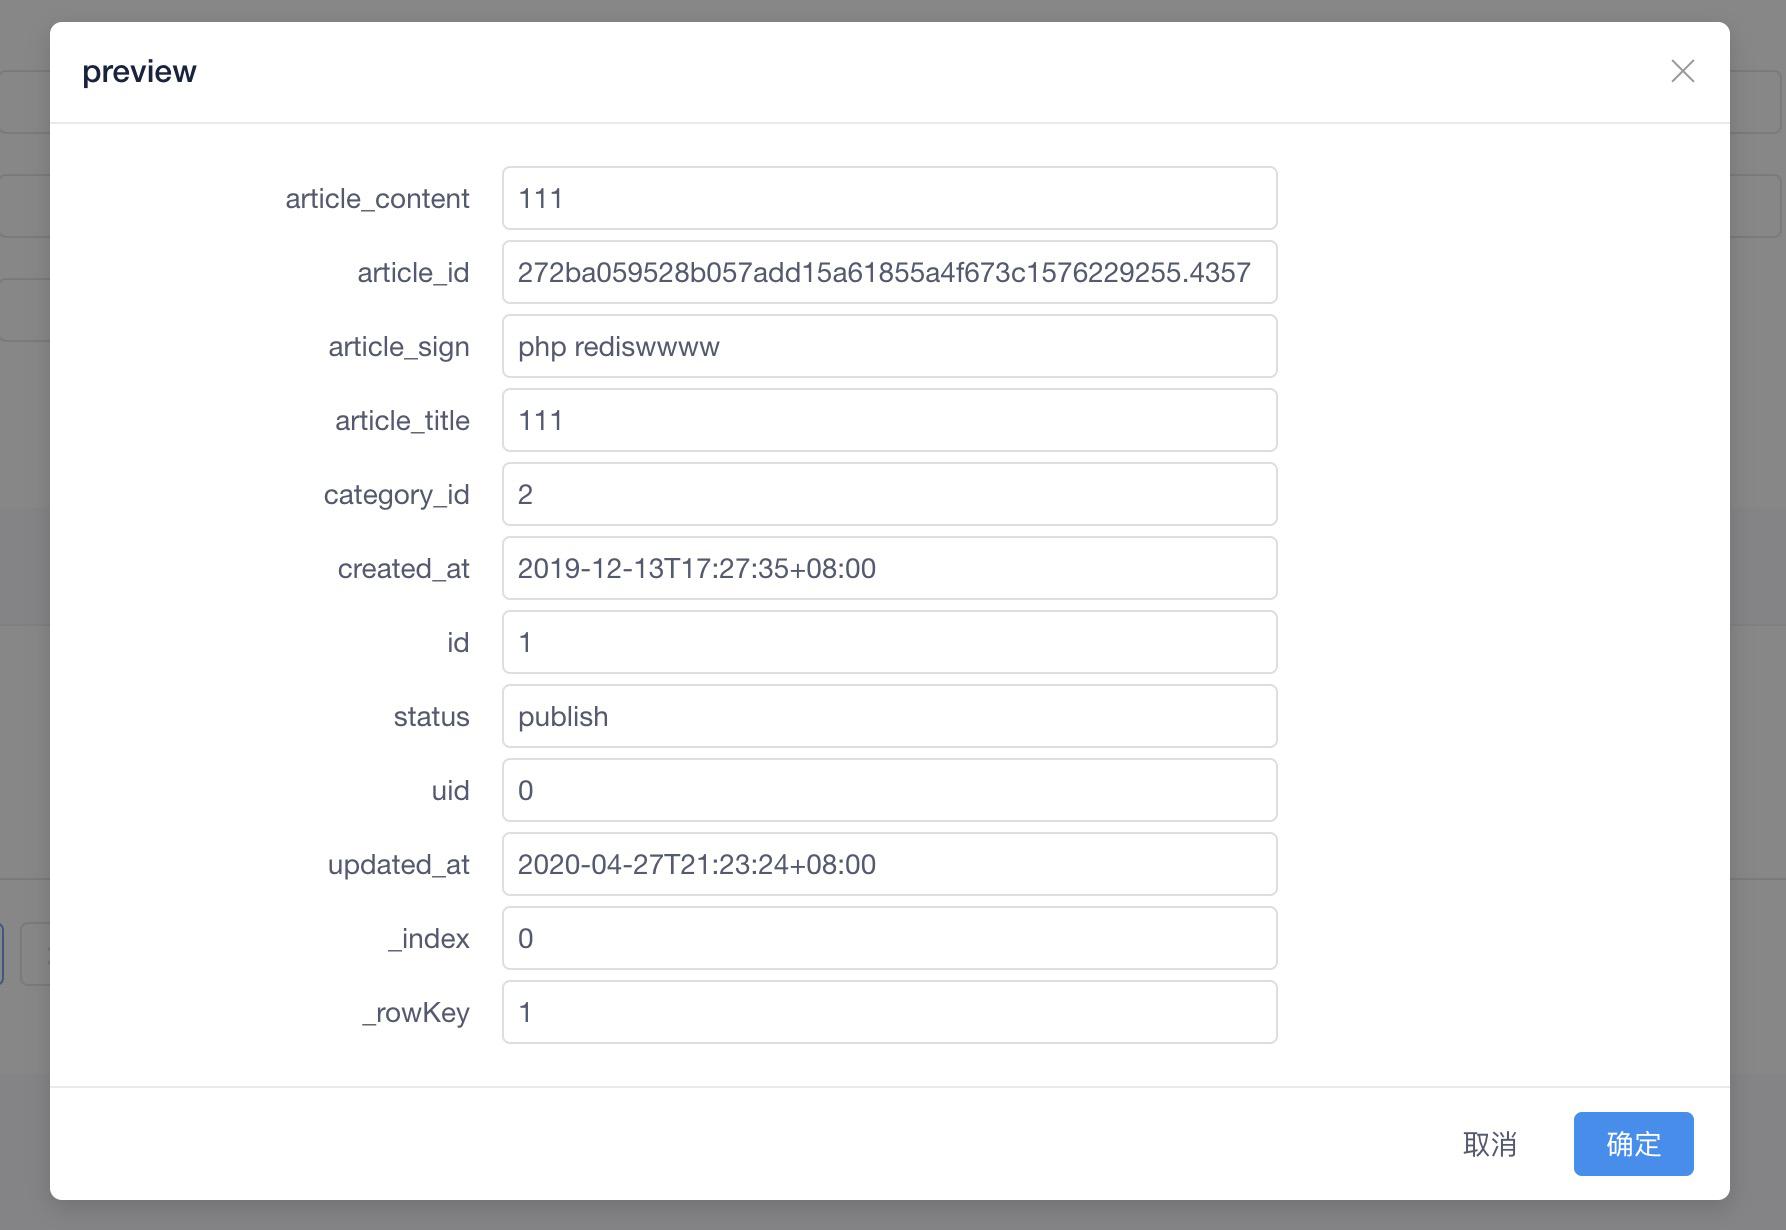 preview
article_content 111
article_id 272ba059528b057add15a61855a4f673c1576229255.4357
article_sign php rediswwww
article_title 111
category_id 2
created_at 2019-12-13T17:27:35+08:00
id 1
status publish
uid 0
updated_at 2020-04-27T21:23:24+08:00
_index 0
_rowKey 1
取消 确定